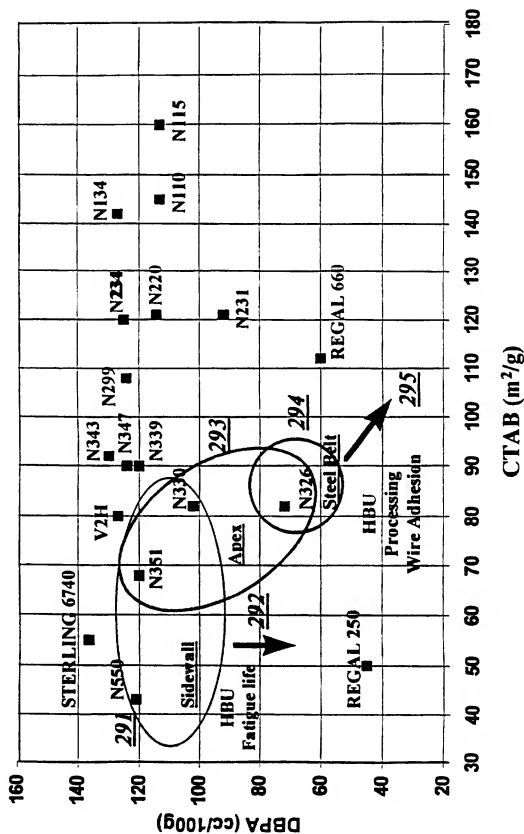 DBPA (cc/100g)
160
140
120
100
80
60
40
STERLING 6740
N134
N343
V2H
N347
N299
N234
N550
N351
N339
N220
N110
N115
291
N330
293
N231
Sidewall
Apex
292
N326
294
REGAL 660
Steel Belt
295
HBU
Fatigue life
HBU
Processing
Wire Adhesion
REGAL 250
30
40
50
60
70
80
90
100
110
120
130
140
150
160
170
180
CTAB (m²/g)